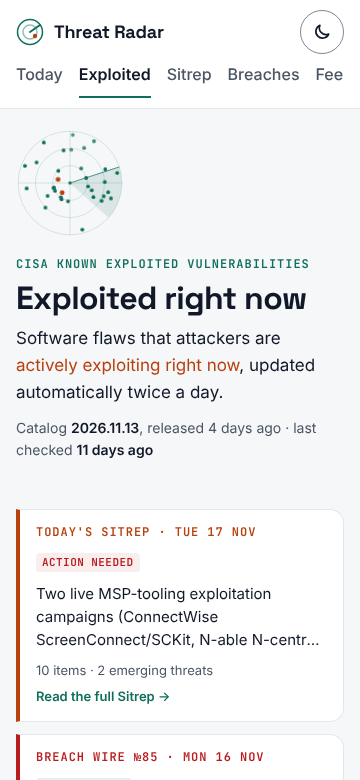 Threat Radar
Today Exploited Sitrep Breaches Fee
CISA KNOWN EXPLOITED VULNERABILITIES
Exploited right now
Software flaws that attackers are
actively exploiting right now, updated
automatically twice a day.
Catalog 2026.11.13, released 4 days ago · last
checked 11 days ago
TODAY'S SITREP · TUE 17 NOV
ACTION NEEDED
Two live MSP-tooling exploitation
campaigns (ConnectWise
ScreenConnect/SCKit, N-able N-centr...
10 items · 2 emerging threats
Read the full Sitrep →
BREACH WIRE №85 · MON 16 NOV